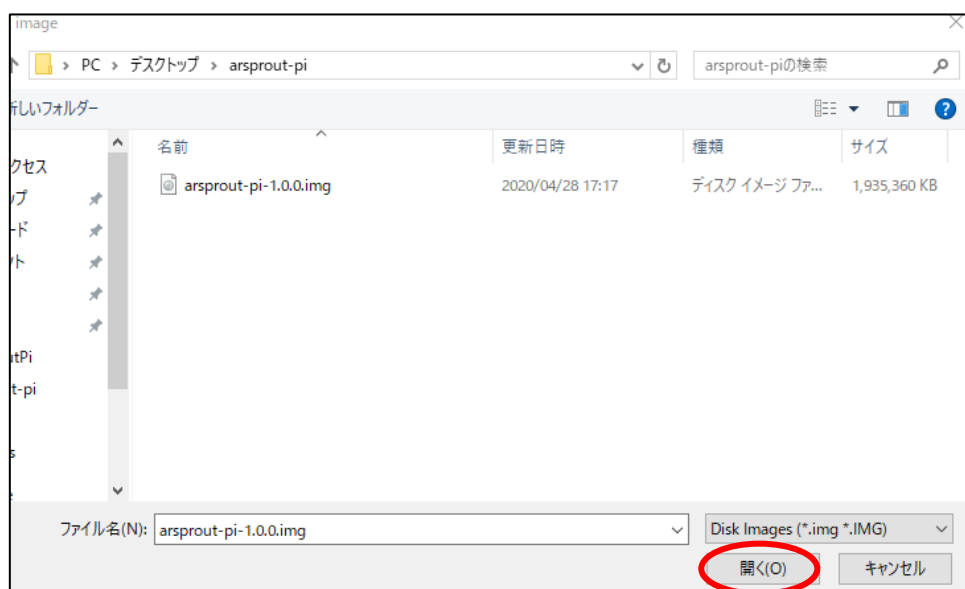 image
PC > デスクトップ > arsprout-pi
arsprout-piの検索
新しいフォルダー
名前 更新日時 種類 サイズ
クセス
arsprout-pi-1.0.0.img 2020/04/28 17:17 ディスク イメージ ファ... 1,935,360 KB
ップ
ード
ント
utPi
t-pi
s
ファイル名(N): arsprout-pi-1.0.0.img Disk Images (*.img *.IMG)
開く(O) キャンセル